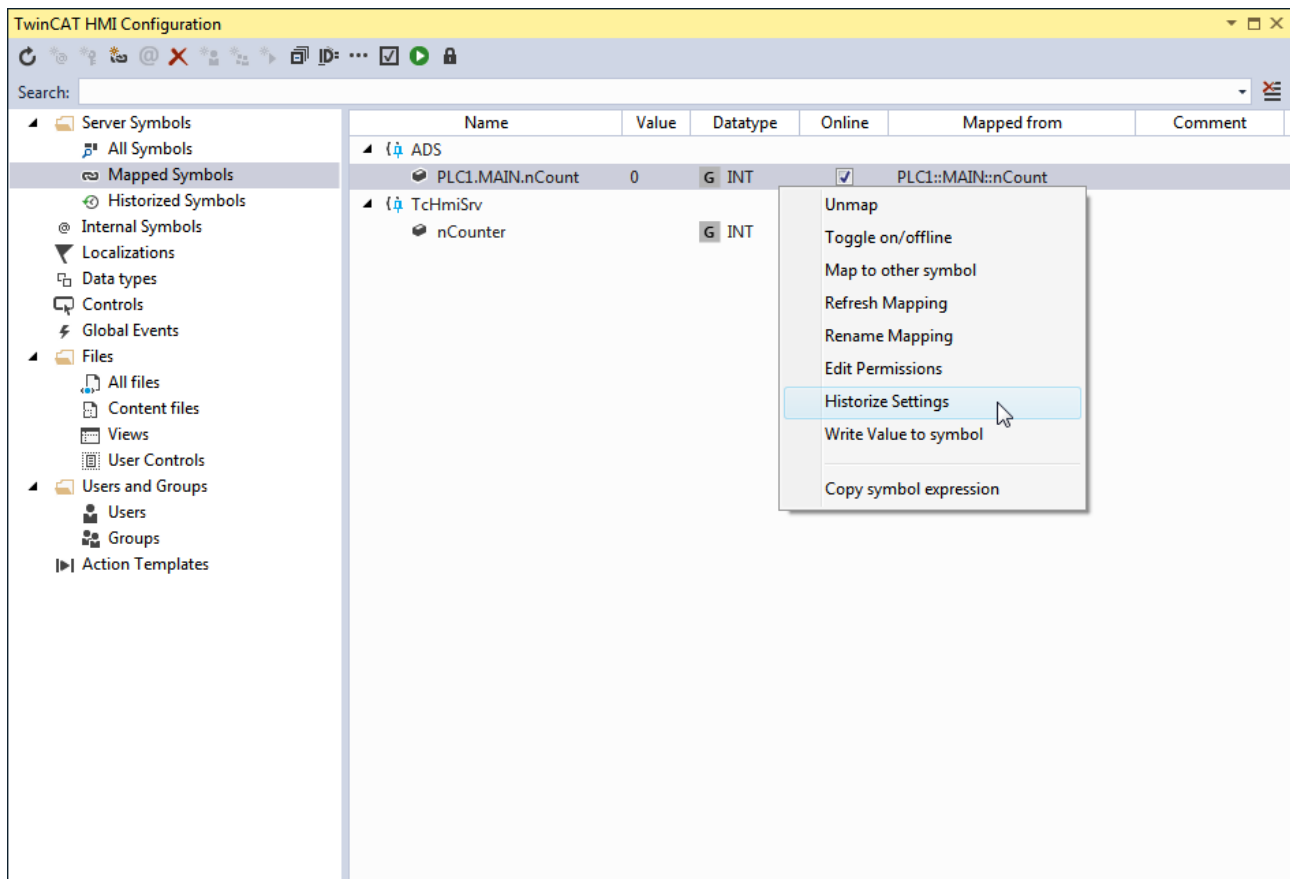 TwinCAT HMI Configuration
Search:
Server Symbols
All Symbols
Mapped Symbols
Historized Symbols
Internal Symbols
Localizations
Data types
Controls
Global Events
Files
All files
Content files
Views
User Controls
Users and Groups
Users
Groups
Action Templates
Name Value Datatype Online Mapped from Comment
ADS
PLC1.MAIN.nCount 0 G INT PLC1::MAIN::nCount
TcHmiSrv
nCounter G INT
Unmap
Toggle on/offline
Map to other symbol
Refresh Mapping
Rename Mapping
Edit Permissions
Historize Settings
Write Value to symbol
Copy symbol expression